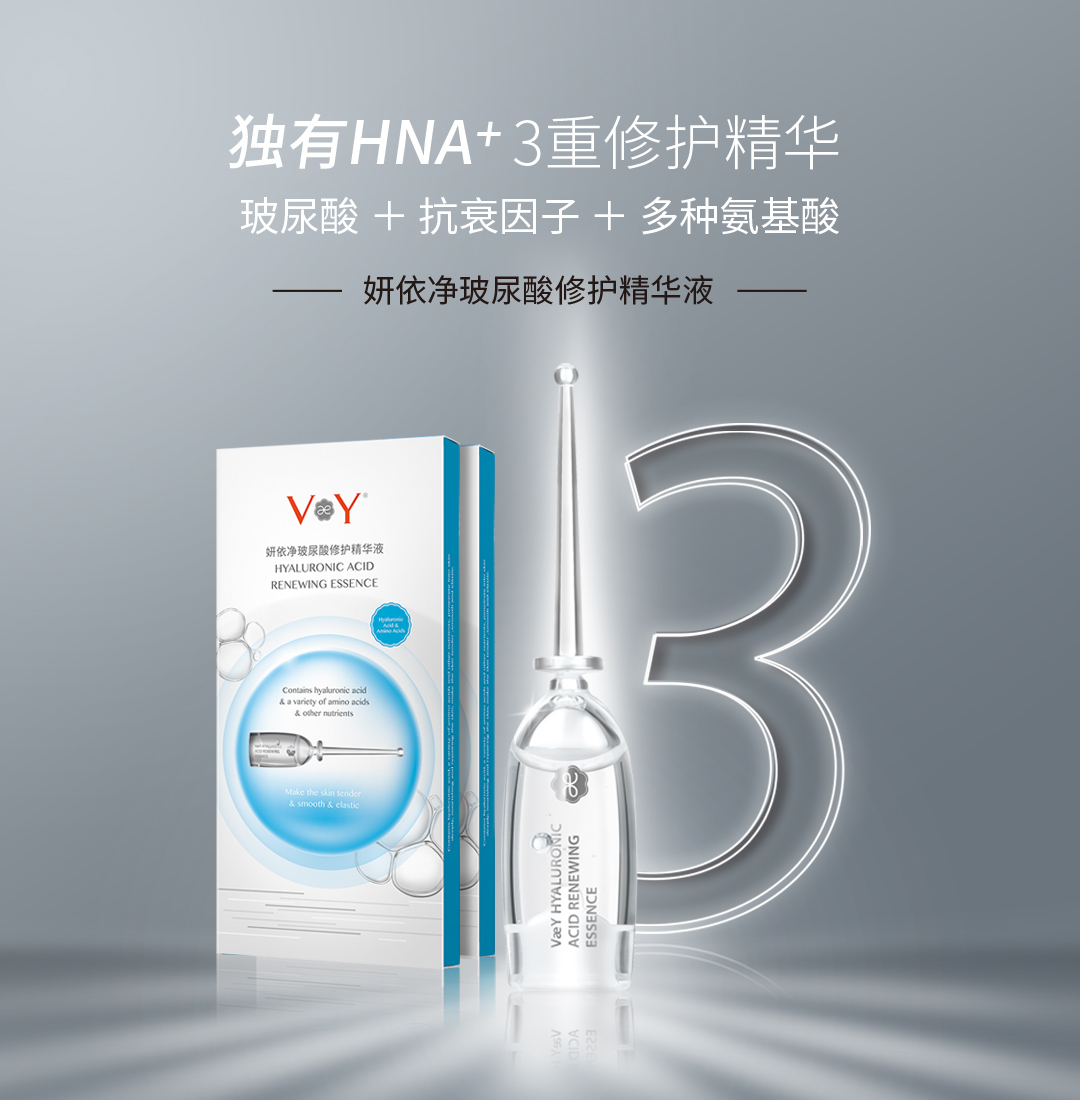 独有HNA⁺ 3重修护精华
玻尿酸 + 抗衰因子 + 多种氨基酸
妍依净玻尿酸修护精华液
VæY®
妍依净玻尿酸修护精华液
HYALURONIC ACID
RENEWING ESSENCE
Hyaluronic
Acid &
Amino Acids
Contains hyaluronic acid
& a variety of amino acids
& other nutrients
Make the skin tender
& smooth & elastic
3
æ
VæY HYALURONIC
ACID RENEWING
ESSENCE